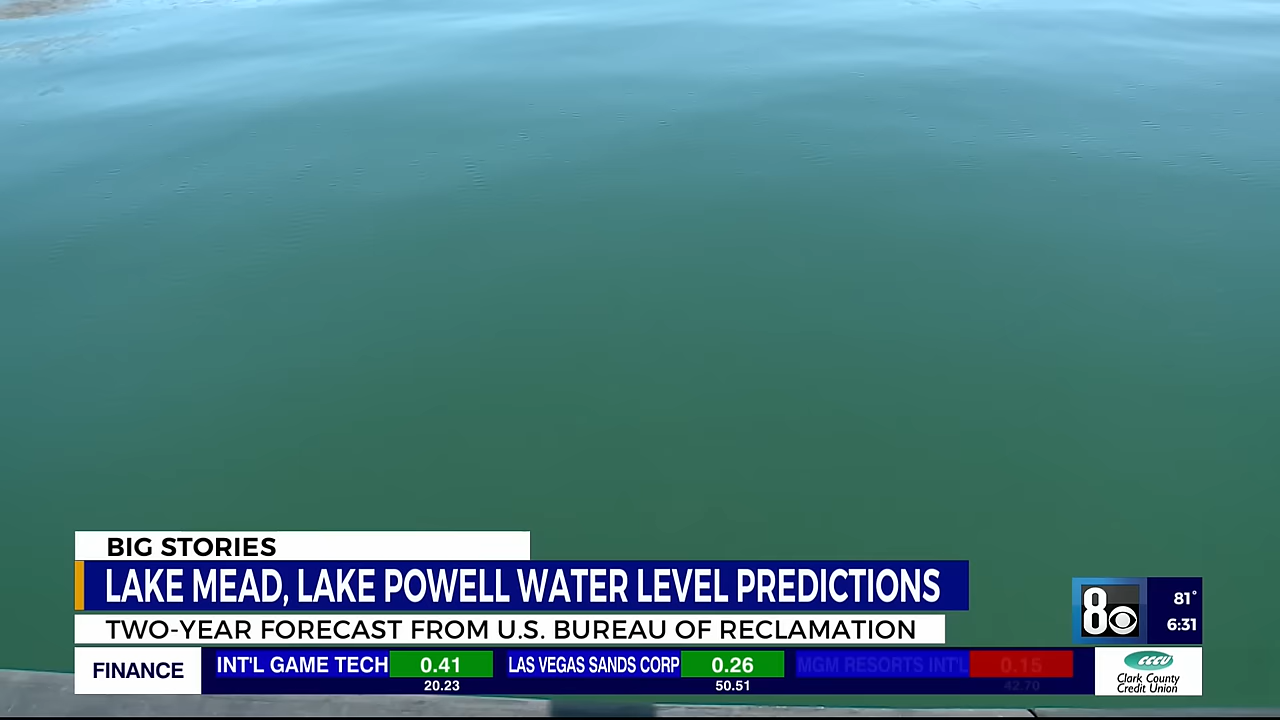 BIG STORIES
LAKE MEAD, LAKE POWELL WATER LEVEL PREDICTIONS
TWO-YEAR FORECAST FROM U.S. BUREAU OF RECLAMATION
8
81°
6:31
FINANCE
INT'L GAME TECH 0.41
20.23
LAS VEGAS SANDS CORP 0.26
50.51
MGM RESORTS INT'L 0.15
42.70
Clark County
Credit Union